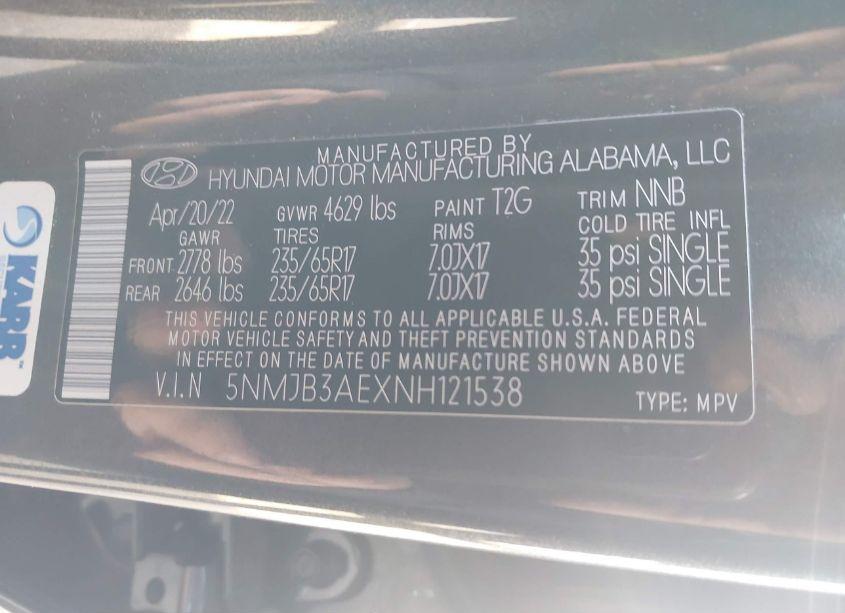 MANUFACTURED BY
HYUNDAI MOTOR MANUFACTURING ALABAMA, LLC
Apr/20/22 GVWR 4629 lbs PAINT T2G TRIM NNB
GAWR TIRES RIMS COLD TIRE INFL
FRONT 2778 lbs 235/65R17 7.0JX17 35 psi SINGLE
REAR 2646 lbs 235/65R17 7.0JX17 35 psi SINGLE
THIS VEHICLE CONFORMS TO ALL APPLICABLE U.S.A. FEDERAL
MOTOR VEHICLE SAFETY AND THEFT PREVENTION STANDARDS
IN EFFECT ON THE DATE OF MANUFACTURE SHOWN ABOVE
V.I.N 5NMJB3AEXNH121538 TYPE: MPV
KARR